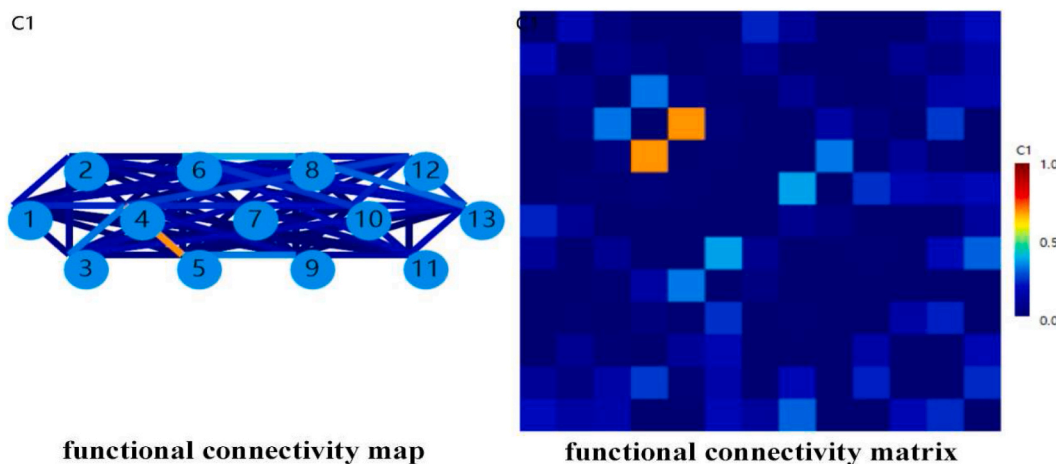 C1
C1
2 6 8 12
1 4 7 10 13
3 5 9 11
C1
1.0
0.5
0.0
functional connectivity map
functional connectivity matrix